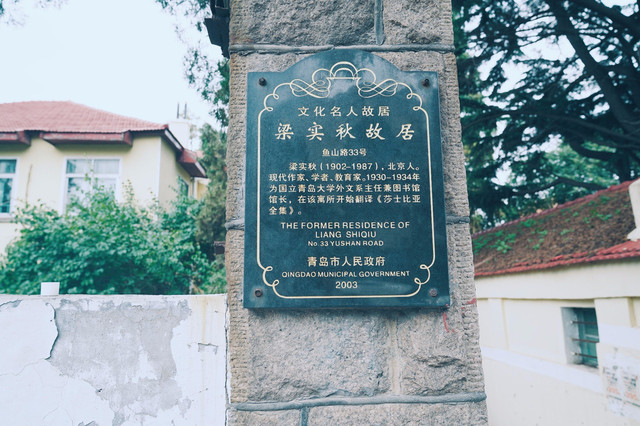 文化名人故居
梁实秋故居
鱼山路33号
梁实秋（1902-1987），北京人。
现代作家、学者、教育家。1930-1934年
为国立青岛大学外文系主任兼图书馆
馆长，在该寓所开始翻译《莎士比亚
全集》。
THE FORMER RESIDENCE OF
LIANG SHIQIU
No.33 YUSHAN ROAD
青岛市人民政府
QINGDAO MUNICIPAL GOVERNMENT
2003